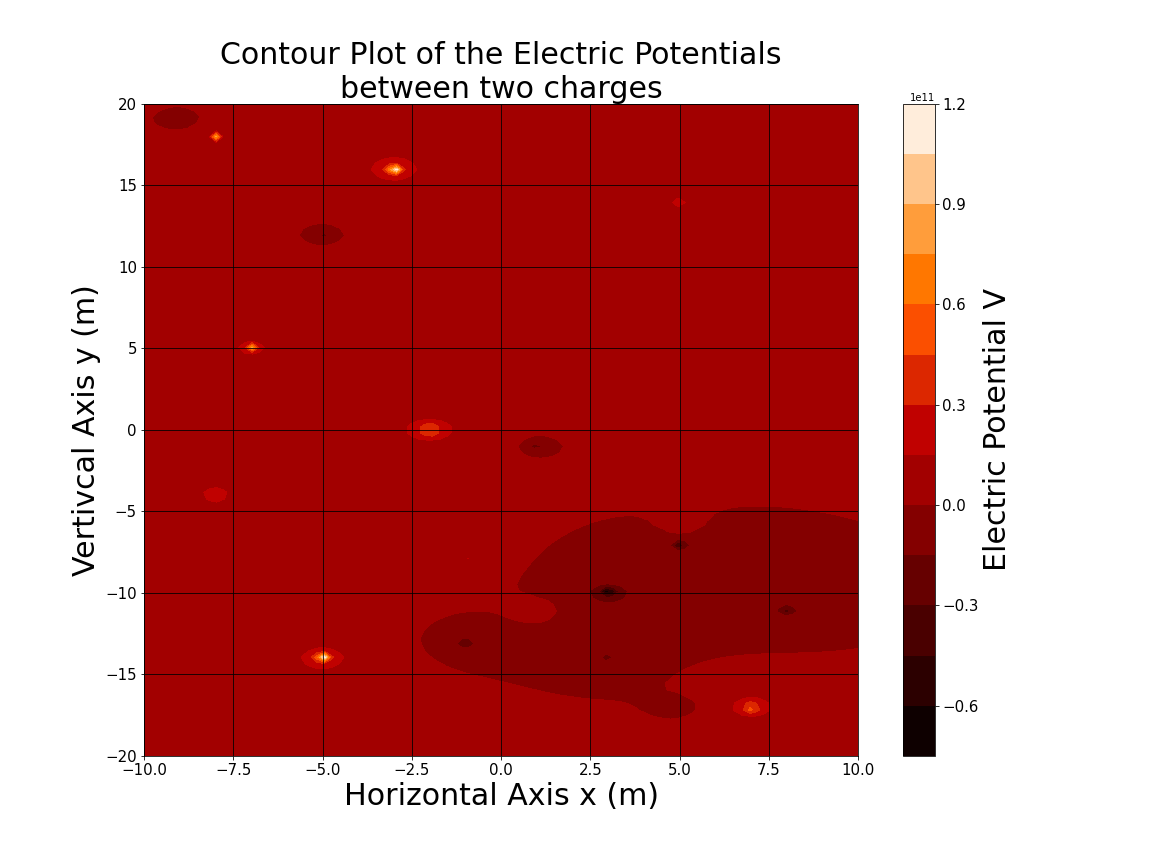 Contour Plot of the Electric Potentials
between two charges
20
15
10
5
0
−5
−10
−15
−20
Vertivcal Axis y (m)
−10.0 −7.5 −5.0 −2.5 0.0 2.5 5.0 7.5 10.0
Horizontal Axis x (m)
1e11
1.2
0.9
0.6
0.3
0.0
−0.3
−0.6
Electric Potential V